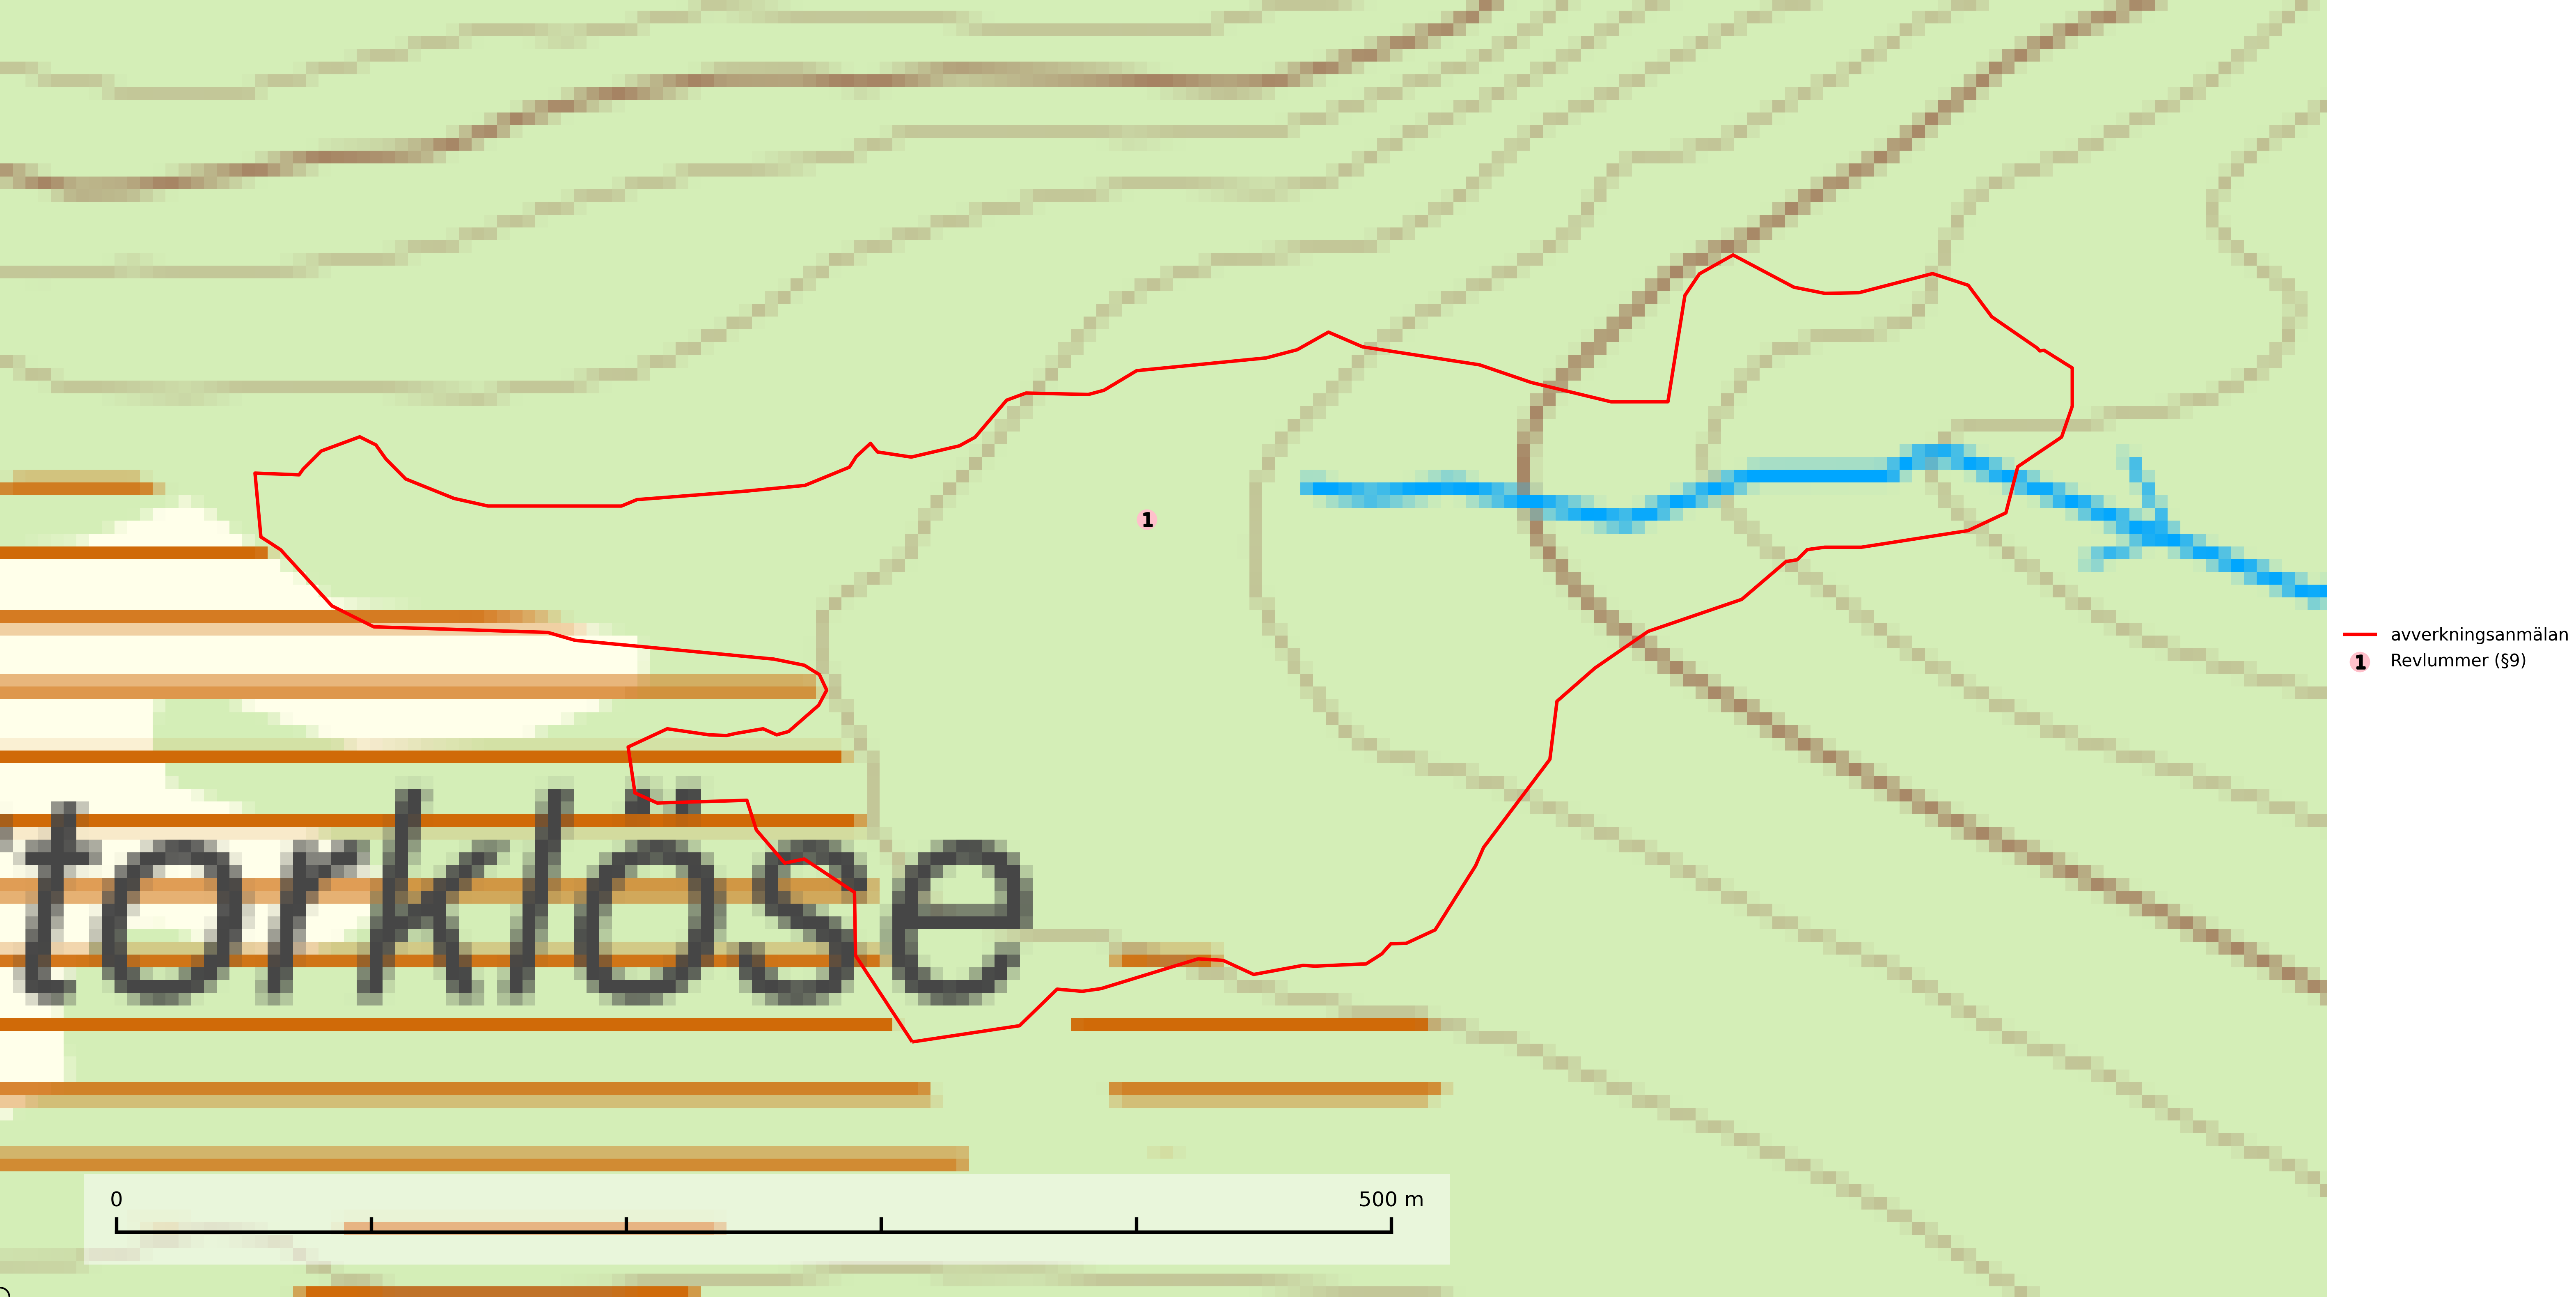 1
avverkningsanmälan
1 Revlummer (§9)
torklöse
0 500 m